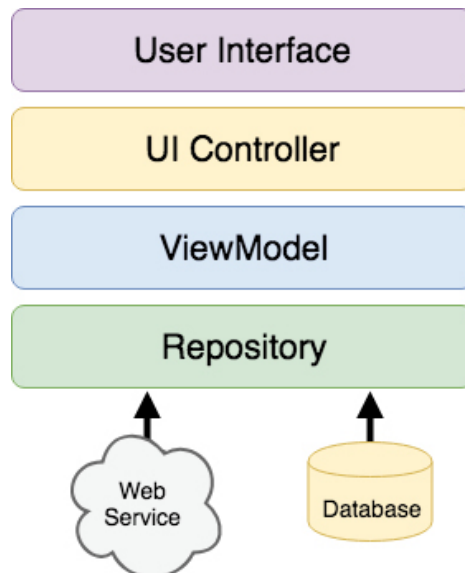 User Interface
UI Controller
ViewModel
Repository
Web
Service
Database